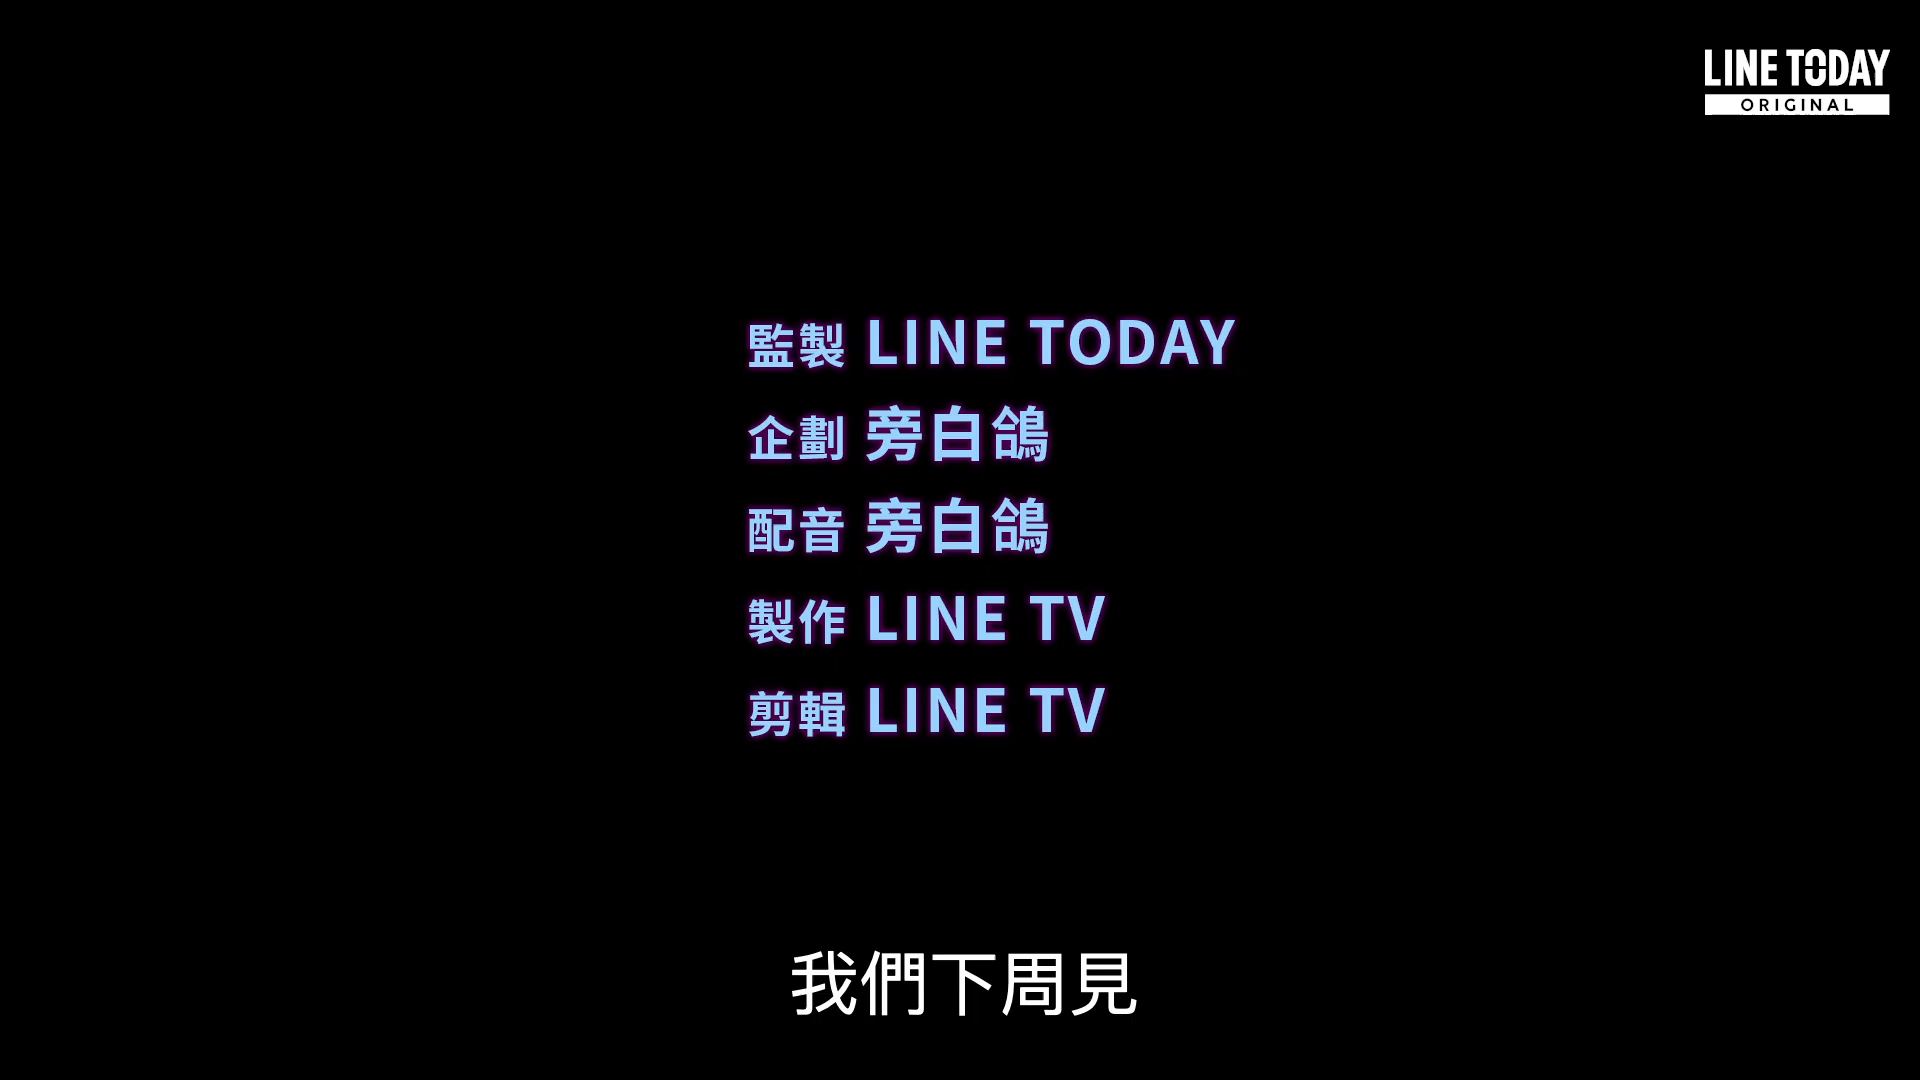 LINE TODAY
ORIGINAL
監製 LINE TODAY
企劃 旁白鴿
配音 旁白鴿
製作 LINE TV
剪輯 LINE TV
我們下周見